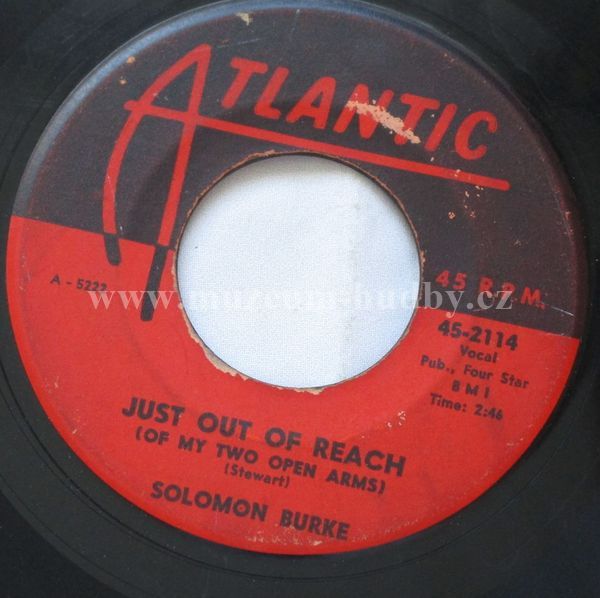 ATLANTIC
45 R.P.M.
A - 5222
www.muzeum-hudby.cz
45-2114
Vocal
Pub., Four Star
B M I
Time: 2:46
JUST OUT OF REACH
(OF MY TWO OPEN ARMS)
(Stewart)
SOLOMON BURKE